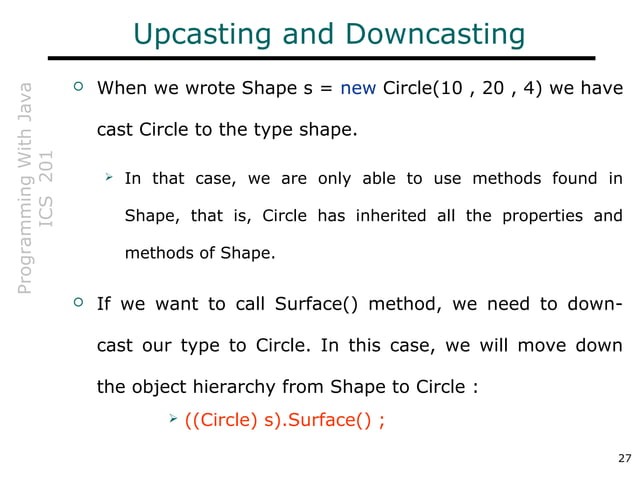 Upcasting and Downcasting
Programming With Java
ICS 201
When we wrote Shape s = new Circle(10 , 20 , 4) we have
cast Circle to the type shape.
In that case, we are only able to use methods found in
Shape, that is, Circle has inherited all the properties and
methods of Shape.
If we want to call Surface() method, we need to down-
cast our type to Circle. In this case, we will move down
the object hierarchy from Shape to Circle :
((Circle) s).Surface() ;
27